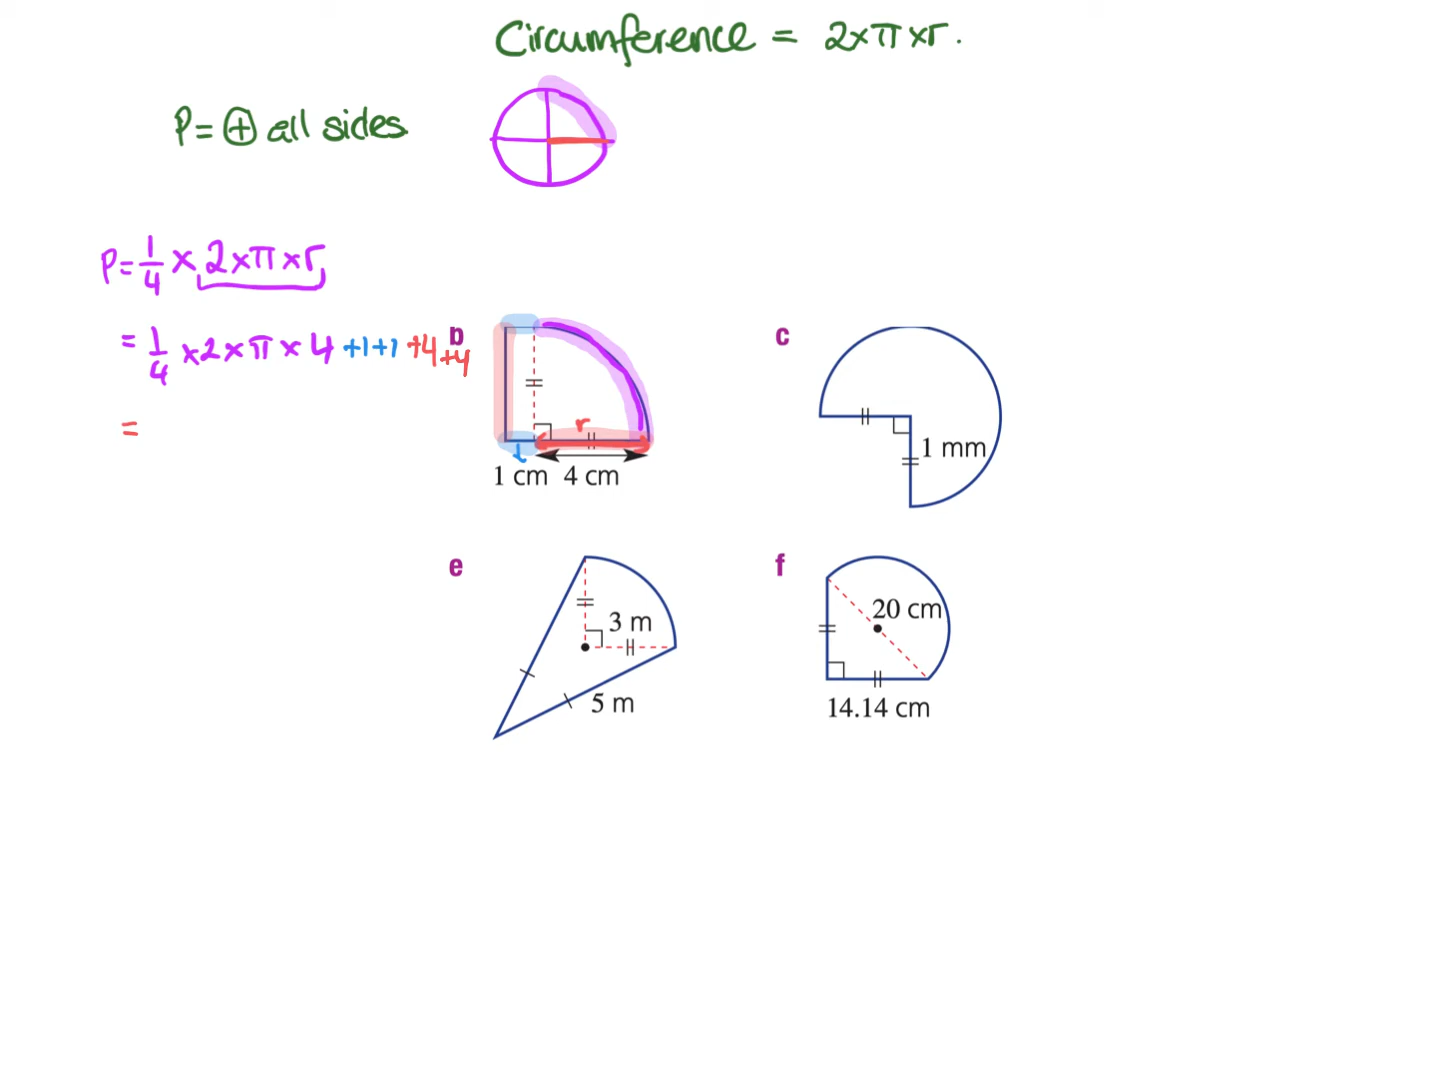 Circumference = 2×π×r.
P= ⊕ all sides
P= 1/4 × 2×π×r
= 1/4 ×2×π×4 +1+1 +4+4
=
b
r
1
1 cm 4 cm
c
1 mm
e
3 m
5 m
f
20 cm
14.14 cm